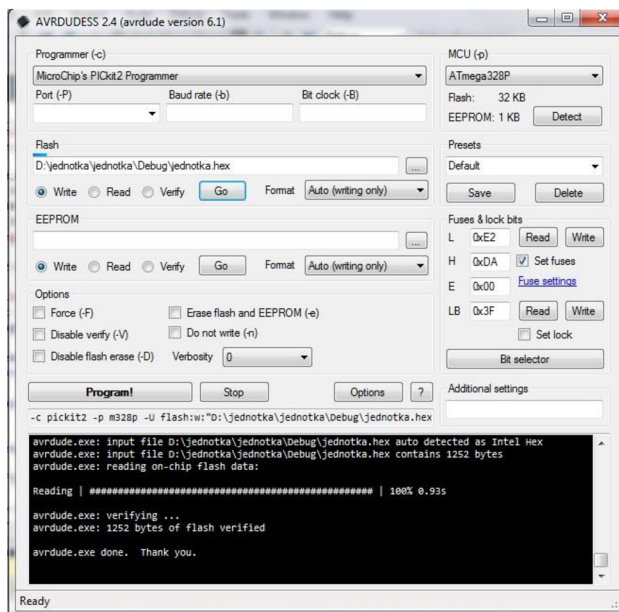 AVRDUDESS 2.4 (avrdude version 6.1)
Programmer (-c)
MicroChip's PICkit2 Programmer
Port (-P)
Baud rate (-b)
Bit clock (-B)
MCU (-p)
ATmega328P
Flash: 32 KB
EEPROM: 1 KB
Detect
Flash
D:\jednotka\jednotka\Debug\jednotka.hex
...
Write
Read
Verify
Go
Format
Auto (writing only)
Presets
Default
Save
Delete
EEPROM
...
Write
Read
Verify
Go
Format
Auto (writing only)
Fuses & lock bits
L 0xE2 Read Write
H 0xDA Set fuses
E 0x00 Fuse settings
LB 0x3F Read Write
Set lock
Bit selector
Options
Force (-F)
Erase flash and EEPROM (-e)
Disable verify (-V)
Do not write (-n)
Disable flash erase (-D)
Verbosity 0
Program!
Stop
Options
?
Additional settings
-c pickit2 -p m328p -U flash:w:"D:\jednotka\jednotka\Debug\jednotka.hex
avrdude.exe: input file D:\jednotka\jednotka\Debug\jednotka.hex auto detected as Intel Hex
avrdude.exe: input file D:\jednotka\jednotka\Debug\jednotka.hex contains 1252 bytes
avrdude.exe: reading on-chip flash data:
Reading | ################################################## | 100% 0.93s
avrdude.exe: verifying ...
avrdude.exe: 1252 bytes of flash verified
avrdude.exe done. Thank you.
Ready